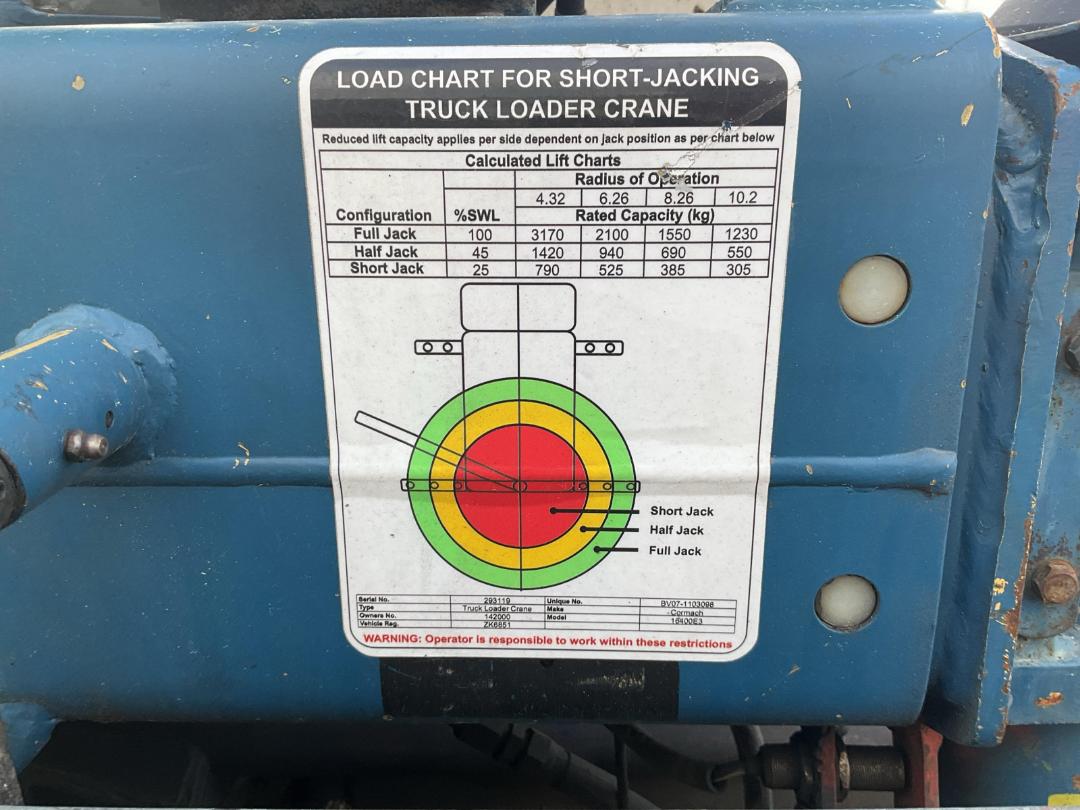 LOAD CHART FOR SHORT-JACKING
TRUCK LOADER CRANE
Reduced lift capacity applies per side dependent on jack position as per chart below
Calculated Lift Charts
Radius of Operation
4.32 6.26 8.26 10.2
Configuration %SWL Rated Capacity (kg)
Full Jack 100 3170 2100 1550 1230
Half Jack 45 1420 940 690 550
Short Jack 25 790 525 385 305
Short Jack
Half Jack
Full Jack
Serial No. 293119 Unique No. BV07-1103098
Type Truck Loader Crane Make Cormach
Owners No. 142000 Model 16400E3
Vehicle Reg. ZK6851
WARNING: Operator is responsible to work within these restrictions